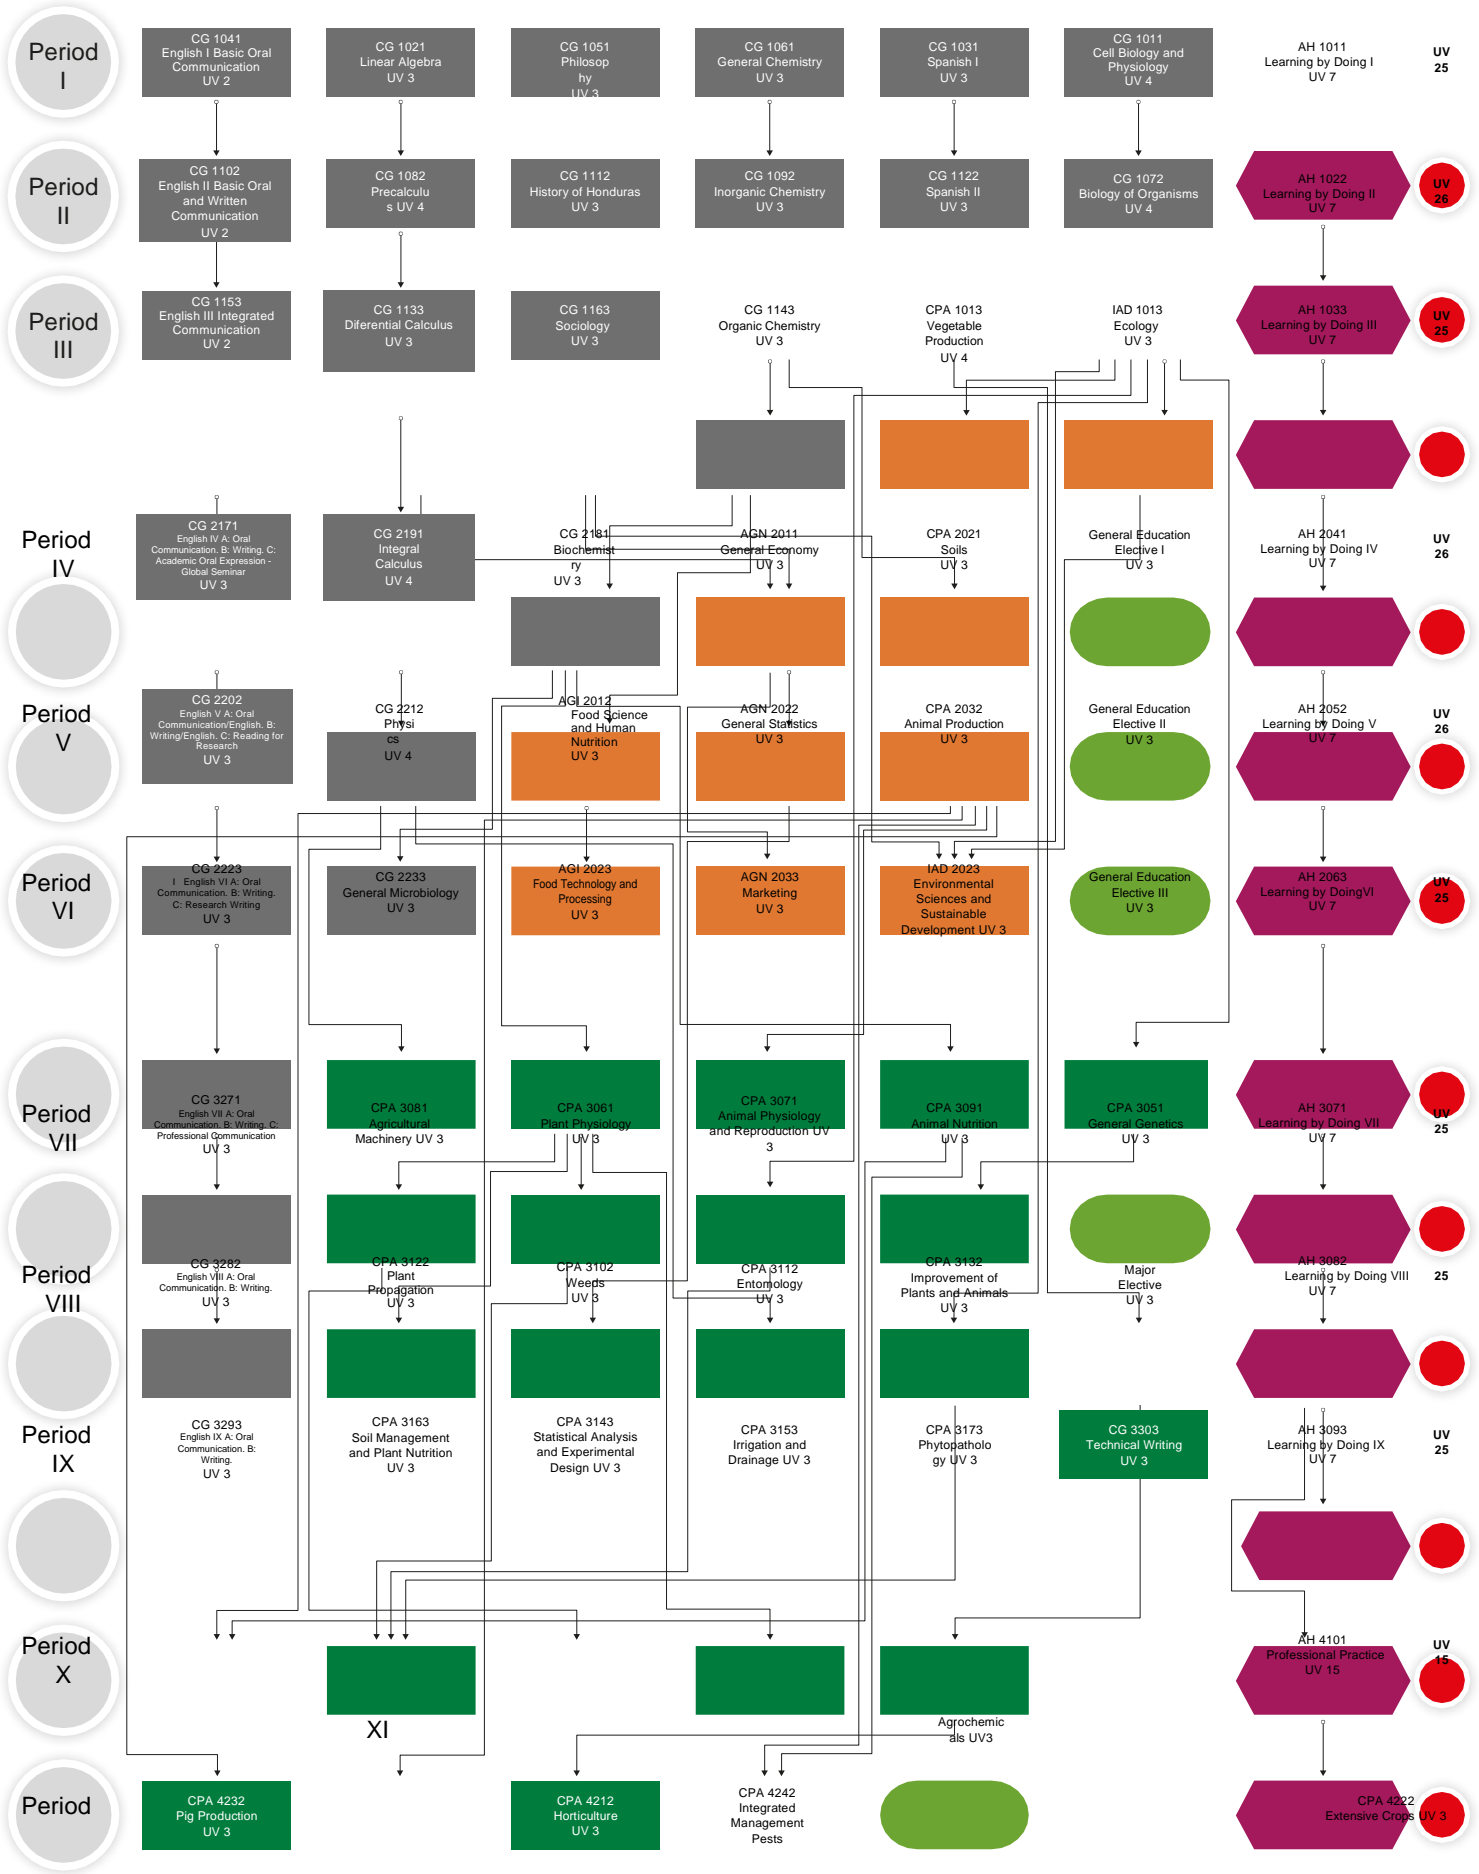 Period
I
CG 1041
English I Basic Oral
Communication
UV 2
CG 1021
Linear Algebra
UV 3
CG 1051
Philosop
hy
UV 3
CG 1061
General Chemistry
UV 3
CG 1031
Spanish I
UV 3
CG 1011
Cell Biology and
Physiology
UV 4
AH 1011
Learning by Doing I
UV 7
UV
25
Period
II
CG 1102
English II Basic Oral
and Written
Communication
UV 2
CG 1082
Precalculu
s UV 4
CG 1112
History of Honduras
UV 3
CG 1092
Inorganic Chemistry
UV 3
CG 1122
Spanish II
UV 3
CG 1072
Biology of Organisms
UV 4
AH 1022
Learning by Doing II
UV 7
UV
26
Period
III
CG 1153
English III Integrated
Communication
UV 2
CG 1133
Diferential Calculus
UV 3
CG 1163
Sociology
UV 3
CG 1143
Organic Chemistry
UV 3
CPA 1013
Vegetable
Production
UV 4
IAD 1013
Ecology
UV 3
AH 1033
Learning by Doing III
UV 7
UV
25
Period
IV
CG 2171
English IV A: Oral
Communication. B: Writing. C:
Academic Oral Expression -
Global Seminar
UV 3
CG 2191
Integral
Calculus
UV 4
CG 2181
Biochemist
ry
UV 3
AGN 2011
General Economy
UV 3
CPA 2021
Soils
UV 3
General Education
Elective I
UV 3
AH 2041
Learning by Doing IV
UV 7
UV
26
Period
V
CG 2202
English V A: Oral
Communication/English. B:
Writing/English. C: Reading for
Research
UV 3
CG 2212
Physi
cs
UV 4
AGI 2012
Food Science
and Human
Nutrition
UV 3
AGN 2022
General Statistics
UV 3
CPA 2032
Animal Production
UV 3
General Education
Elective II
UV 3
AH 2052
Learning by Doing V
UV 7
UV
26
Period
VI
CG 2223
I English VI A: Oral
Communication. B: Writing.
C: Research Writing
UV 3
CG 2233
General Microbiology
UV 3
AGI 2023
Food Technology and
Processing
UV 3
AGN 2033
Marketing
UV 3
IAD 2023
Environmental
Sciences and
Sustainable
Development UV 3
General Education
Elective III
UV 3
AH 2063
Learning by DoingVI
UV 7
UV
25
Period
VII
CG 3271
English VII A: Oral
Communication. B: Writing. C:
Professional Communication
UV 3
CPA 3081
Agricultural
Machinery UV 3
CPA 3061
Plant Physiology
UV 3
CPA 3071
Animal Physiology
and Reproduction UV
3
CPA 3091
Animal Nutrition
UV 3
CPA 3051
General Genetics
UV 3
AH 3071
Learning by Doing VII
UV 7
UV
25
Period
VIII
CG 3282
English VIII A: Oral
Communication. B: Writing.
UV 3
CPA 3122
Plant
Propagation
UV 3
CPA 3102
Weeds
UV 3
CPA 3112
Entomology
UV 3
CPA 3132
Improvement of
Plants and Animals
UV 3
Major
Elective
UV 3
AH 3082
Learning by Doing VIII
UV 7
25
Period
IX
CG 3293
English IX A: Oral
Communication. B:
Writing.
UV 3
CPA 3163
Soil Management
and Plant Nutrition
UV 3
CPA 3143
Statistical Analysis
and Experimental
Design UV 3
CPA 3153
Irrigation and
Drainage UV 3
CPA 3173
Phytopatholo
gy UV 3
CG 3303
Technical Writing
UV 3
AH 3093
Learning by Doing IX
UV 7
UV
25
Period
X
AH 4101
Professional Practice
UV 15
UV
15
XI
Agrochemic
als UV3
Period
CPA 4232
Pig Production
UV 3
CPA 4212
Horticulture
UV 3
CPA 4242
Integrated
Management
Pests
CPA 4222
Extensive Crops UV 3